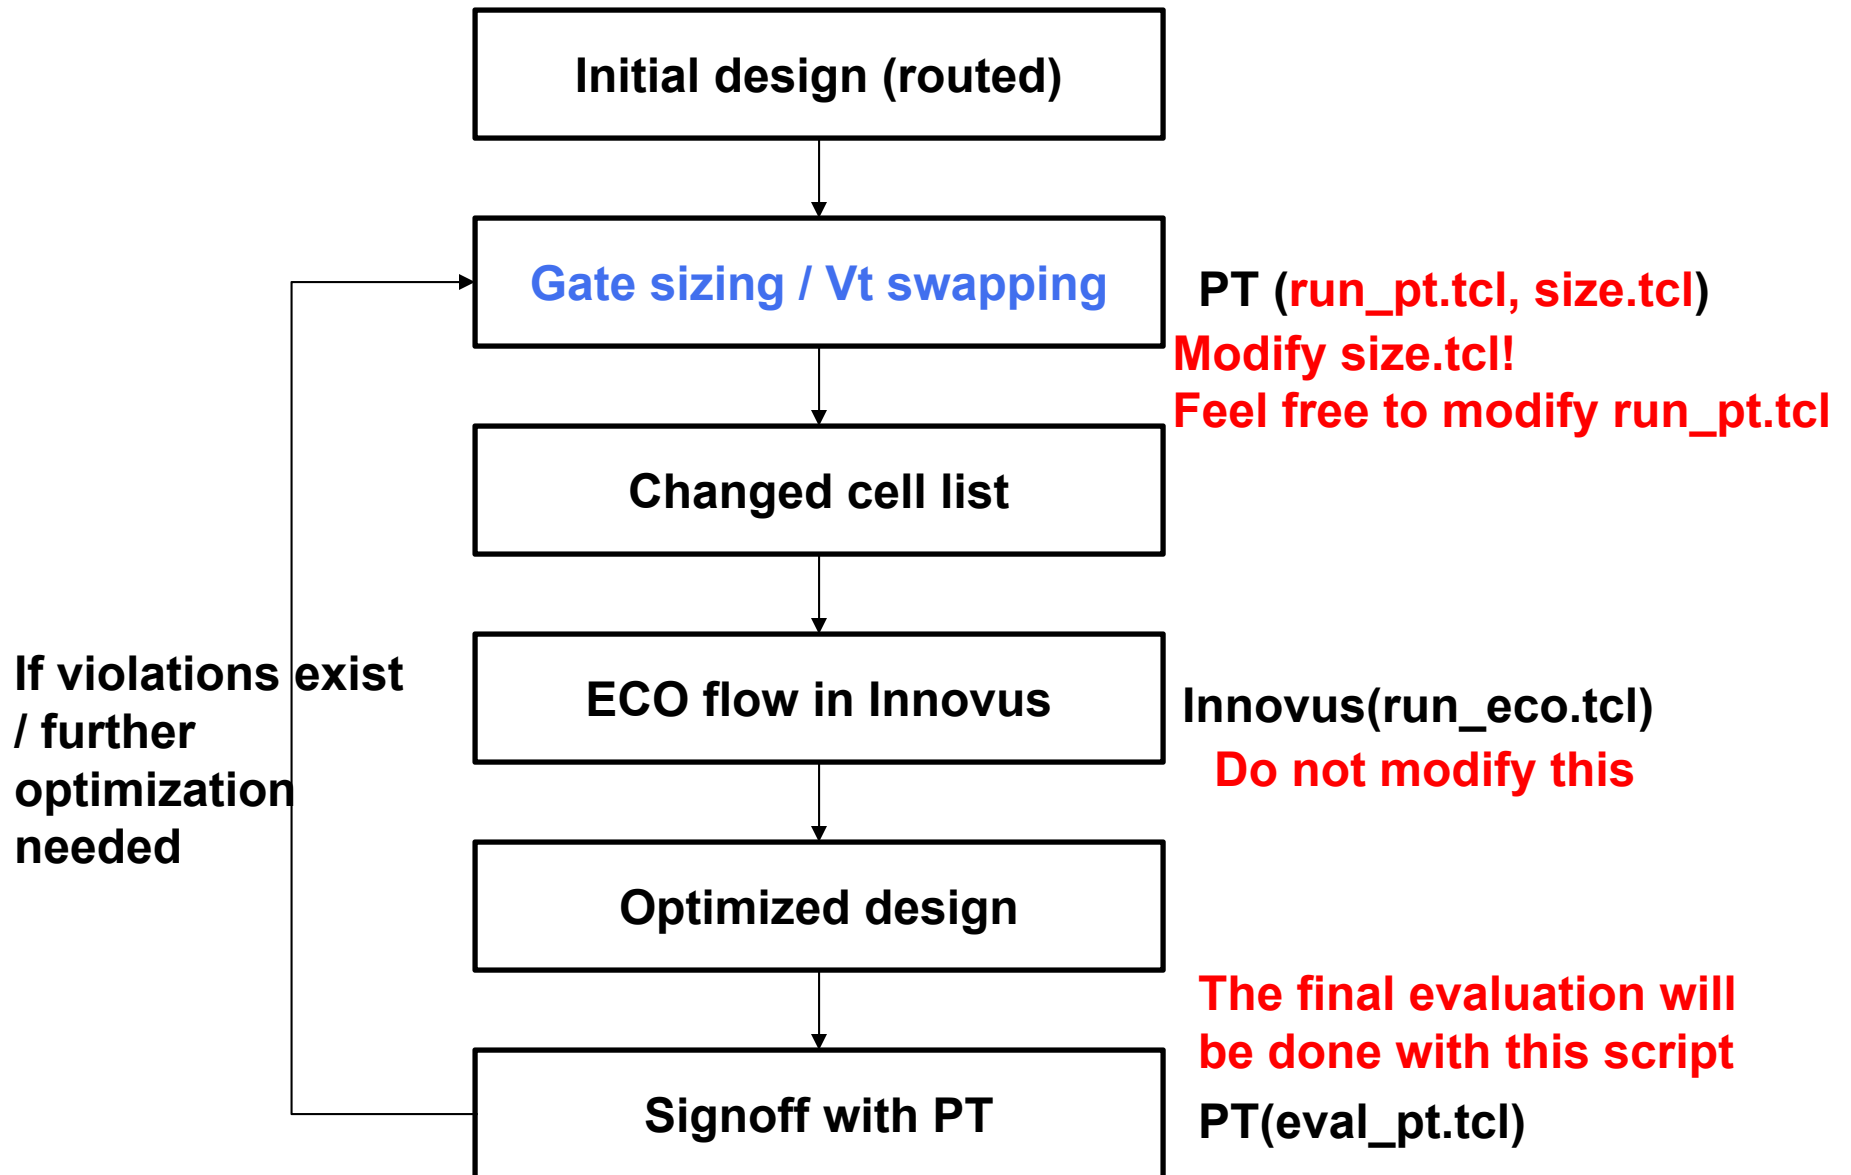 Initial design (routed)
Gate sizing / Vt swapping
PT (run_pt.tcl, size.tcl)
Modify size.tcl!
Feel free to modify run_pt.tcl
Changed cell list
If violations exist
/ further
optimization
needed
ECO flow in Innovus
Innovus(run_eco.tcl)
Do not modify this
Optimized design
The final evaluation will
be done with this script
Signoff with PT
PT(eval_pt.tcl)